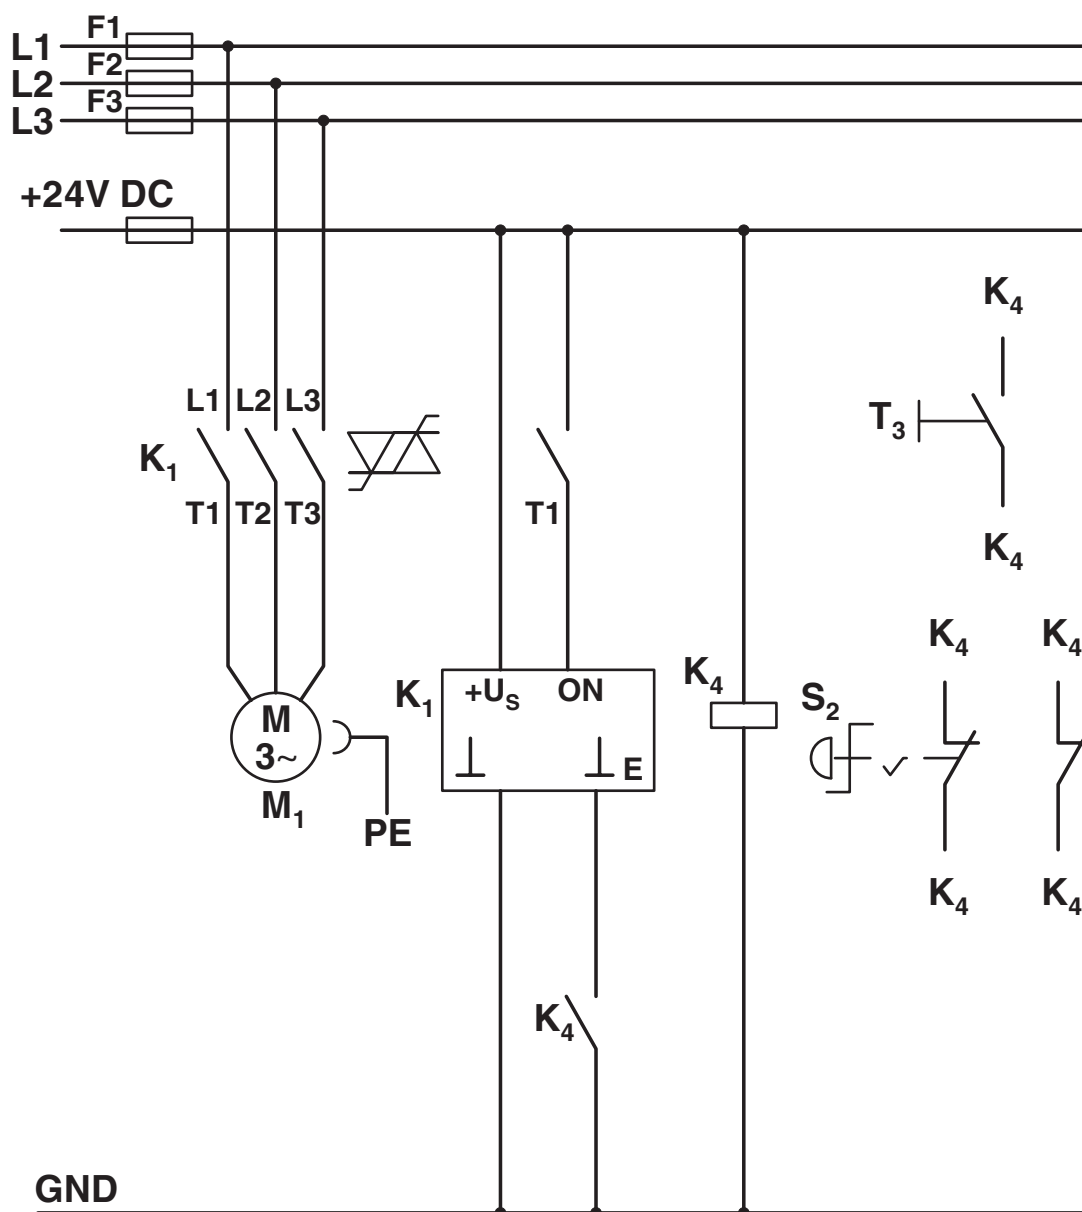 F1
L1
F2
L2
F3
L3
+24V DC
K4
L1 L2 L3
T3
K1
T1 T2 T3
T1
K4
K4 K4
K4
S2
K1
+US ON
M
3~
E
M1
PE
K4 K4
K4
GND